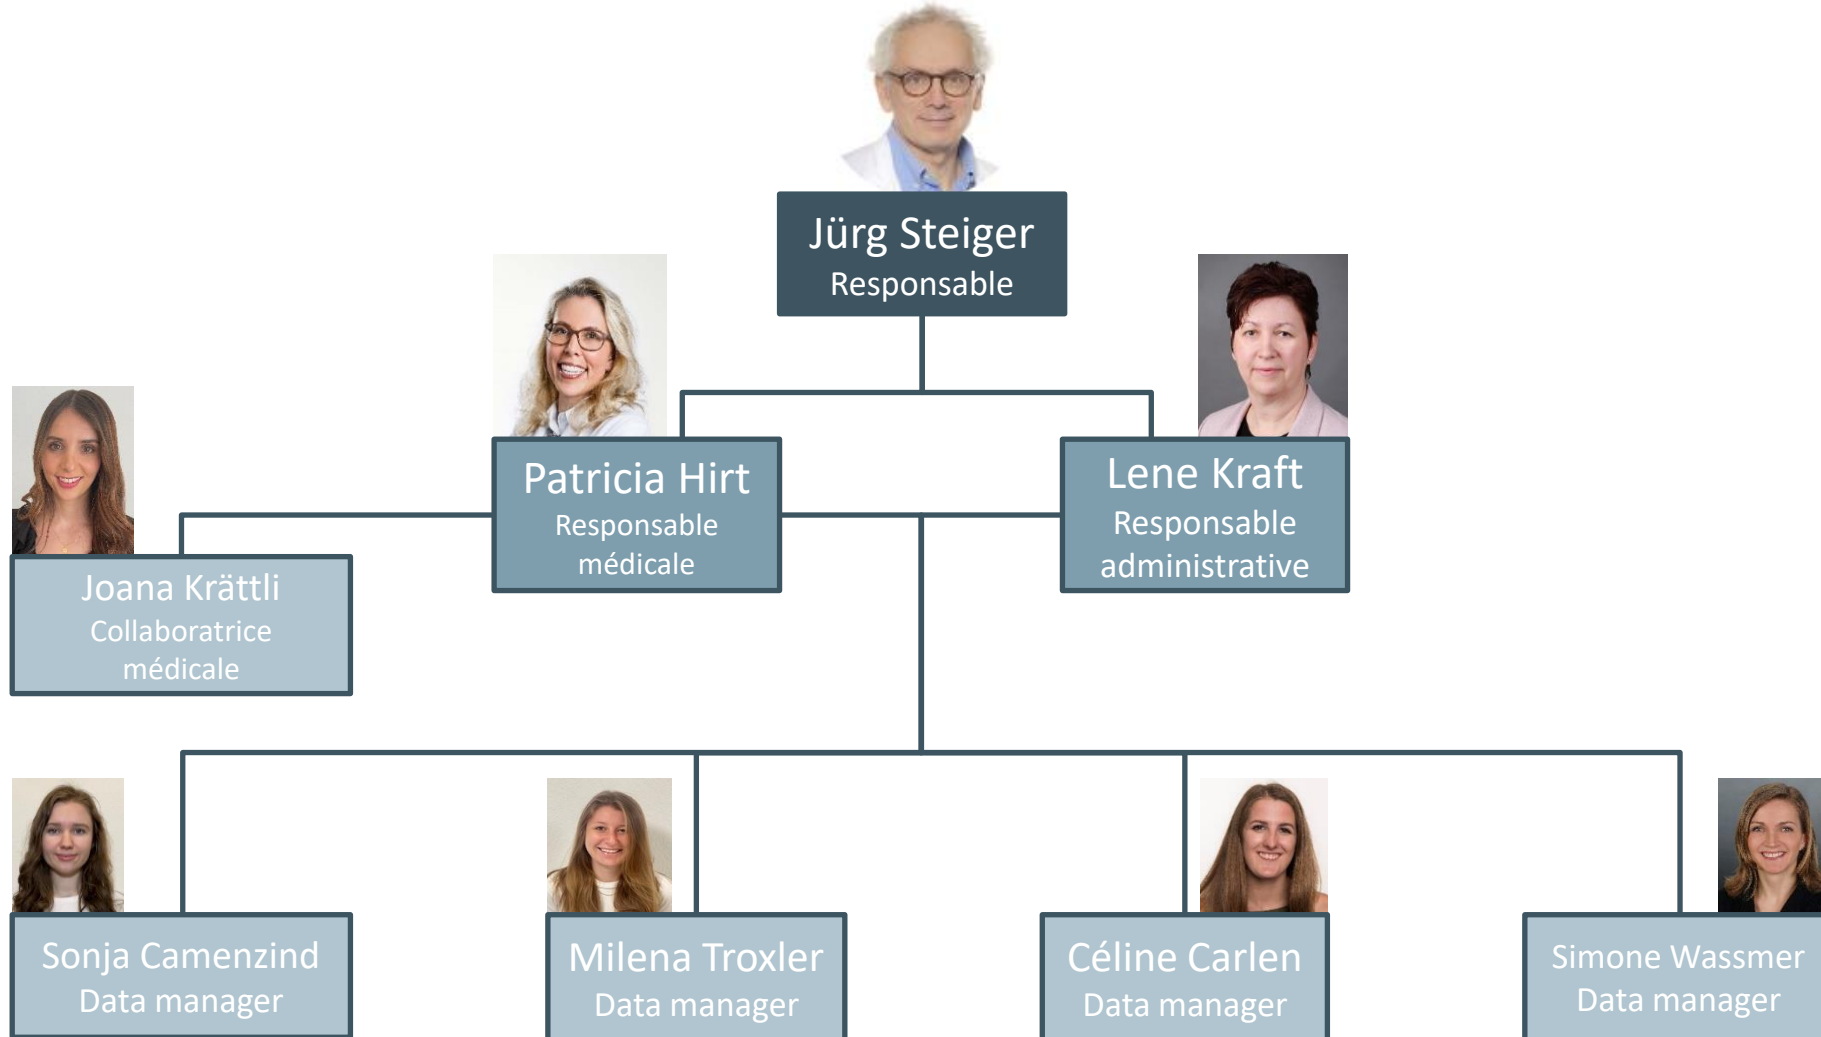 Jürg Steiger
Responsable
Patricia Hirt
Responsable
médicale
Lene Kraft
Responsable
administrative
Joana Krättli
Collaboratrice
médicale
Sonja Camenzind
Data manager
Milena Troxler
Data manager
Céline Carlen
Data manager
Simone Wassmer
Data manager